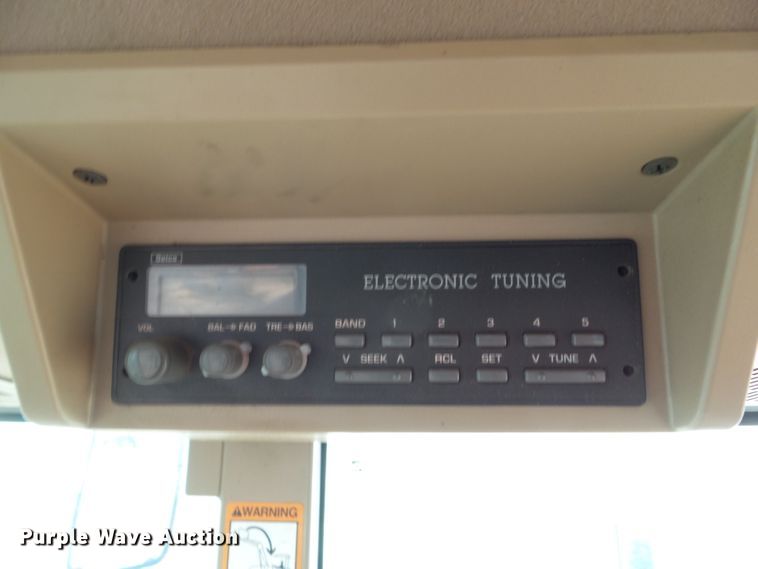 Delco
ELECTRONIC TUNING
VOL BAL FAD TRE BAS
BAND 1 2 3 4 5
V SEEK Λ RCL SET V TUNE Λ
WARNING
Purple Wave Auction